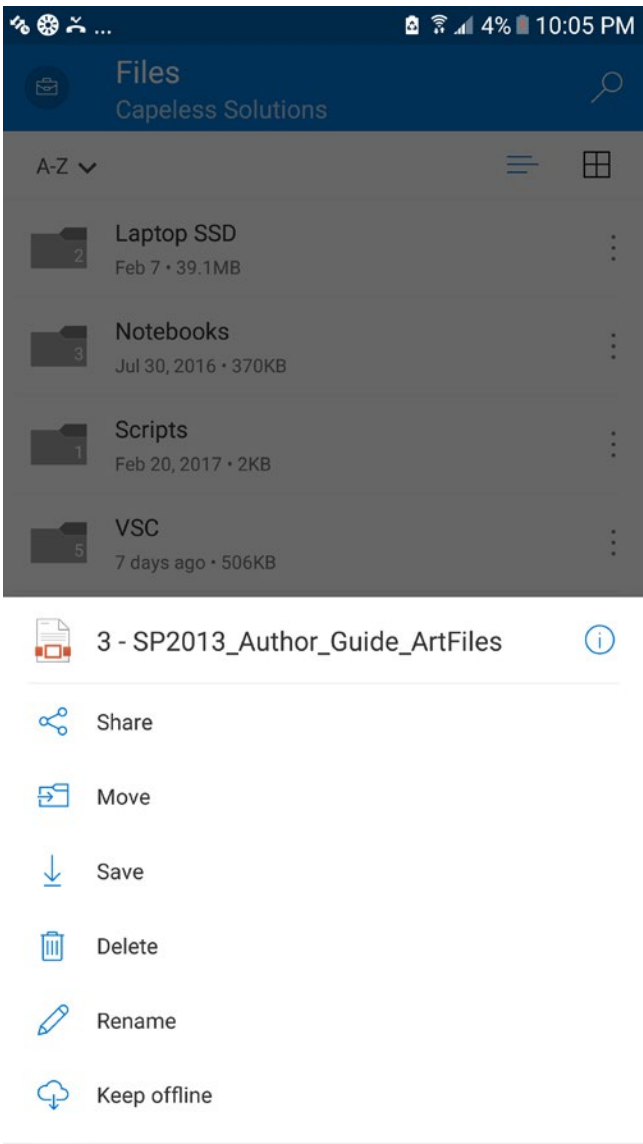 ... 4% 10:05 PM
Files
Capeless Solutions
A-Z
Laptop SSD
2
Feb 7 • 39.1MB
Notebooks
3
Jul 30, 2016 • 370KB
Scripts
1
Feb 20, 2017 • 2KB
VSC
5
7 days ago • 506KB
3 - SP2013_Author_Guide_ArtFiles
Share
Move
Save
Delete
Rename
Keep offline